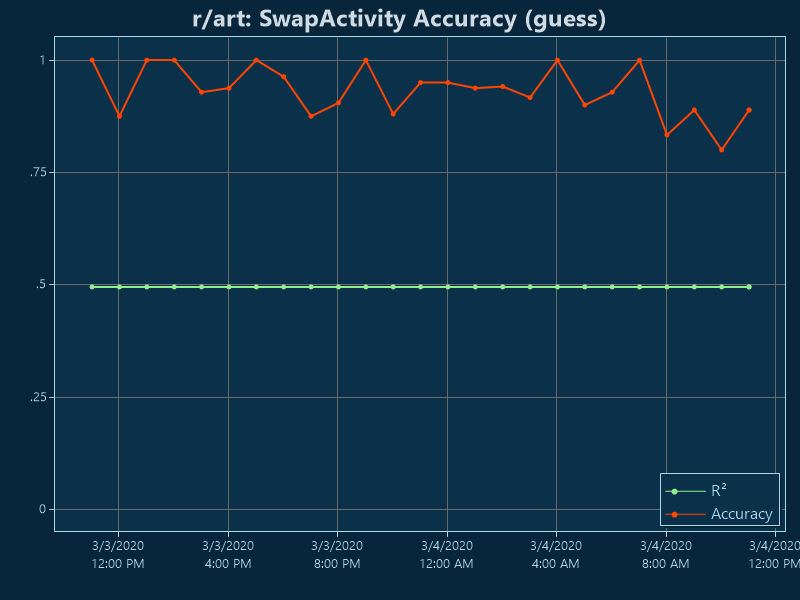 r/art: SwapActivity Accuracy (guess)
1
.75
.5
.25
0
R²
Accuracy
3/3/2020 3/3/2020 3/3/2020 3/4/2020 3/4/2020 3/4/2020 3/4/2020
12:00 PM 4:00 PM 8:00 PM 12:00 AM 4:00 AM 8:00 AM 12:00 PM